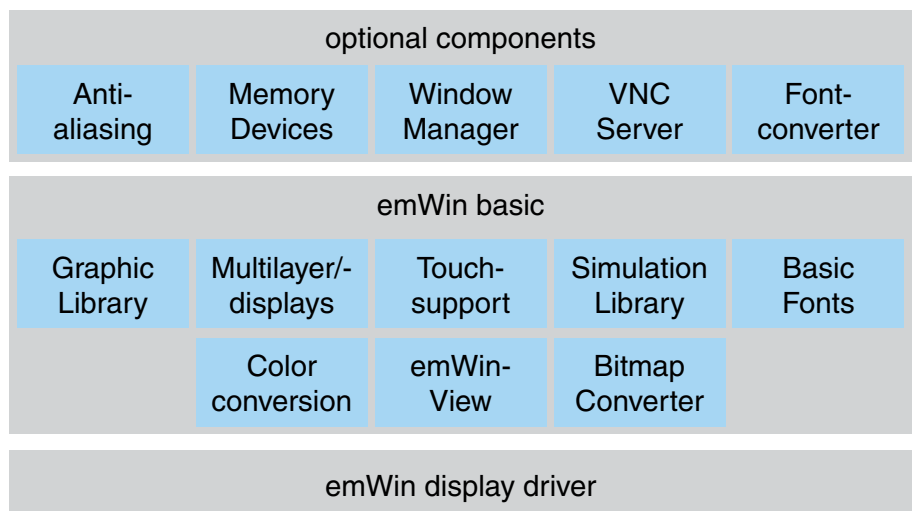 optional components
Anti-
aliasing
Memory
Devices
Window
Manager
VNC
Server
Font-
converter
emWin basic
Graphic
Library
Multilayer/-
displays
Touch-
support
Simulation
Library
Basic
Fonts
Color
conversion
emWin-
View
Bitmap
Converter
emWin display driver